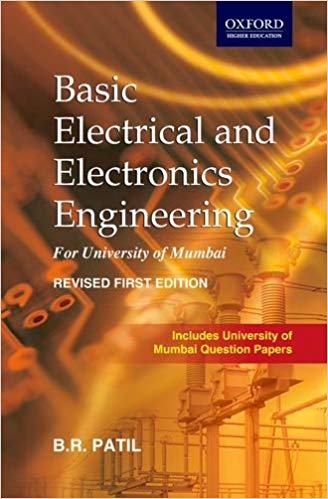 OXFORD
HIGHER EDUCATION
Basic
Electrical and
Electronics
Engineering
For University of Mumbai
REVISED FIRST EDITION
Includes University of
Mumbai Question Papers
B.R. PATIL